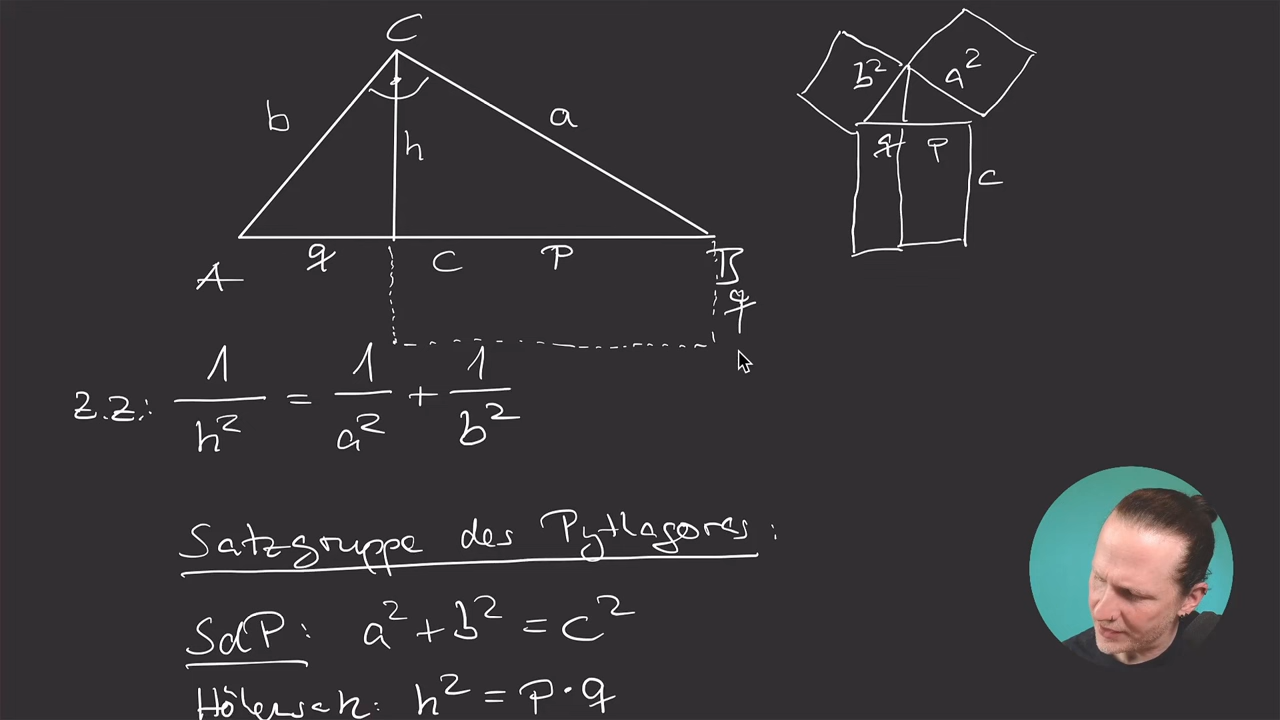 C
b
a
h
q
c
p
A
B
q
b²
a²
q
p
c
z.z.: 1/h² = 1/a² + 1/b²
Satzgruppe des Pythagoras:
SdP: a² + b² = c²
Höhensatz: h² = p · q